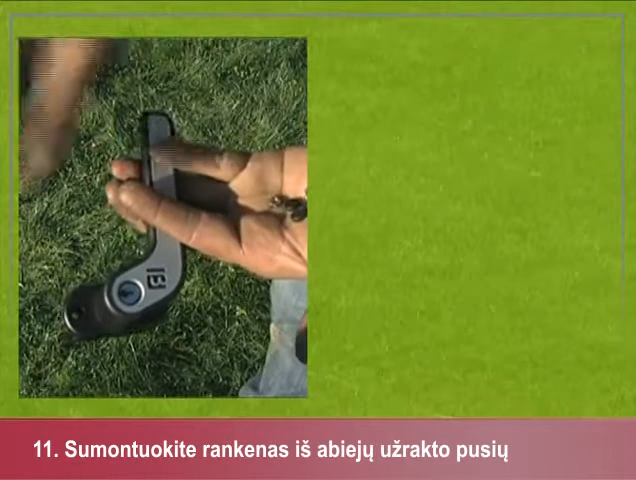 11. Sumontuokite rankenas iš abiejų užrakto pusių